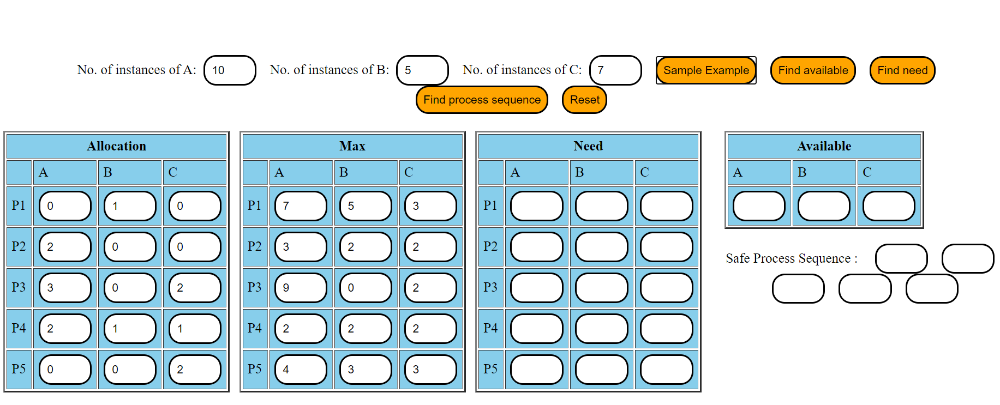 No. of instances of A: 10 No. of instances of B: 5 No. of instances of C: 7 Sample Example Find available Find need
Find process sequence Reset
Allocation Max Need Available
A B C A B C A B C A B C
P1 0 1 0 P1 7 5 3 P1
P2 2 0 0 P2 3 2 2 P2
Safe Process Sequence :
P3 3 0 2 P3 9 0 2 P3
P4 2 1 1 P4 2 2 2 P4
P5 0 0 2 P5 4 3 3 P5